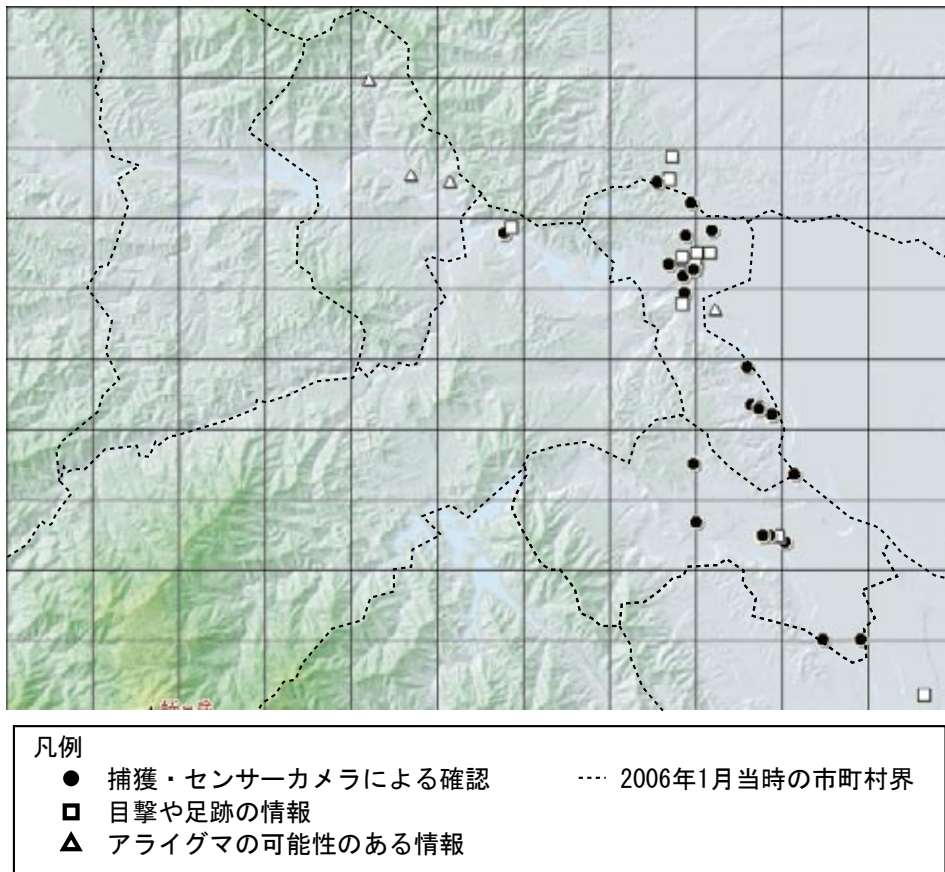 凡例
捕獲・センサーカメラによる確認
目撃や足跡の情報
アライグマの可能性のある情報
2006年1月当時の市町村界